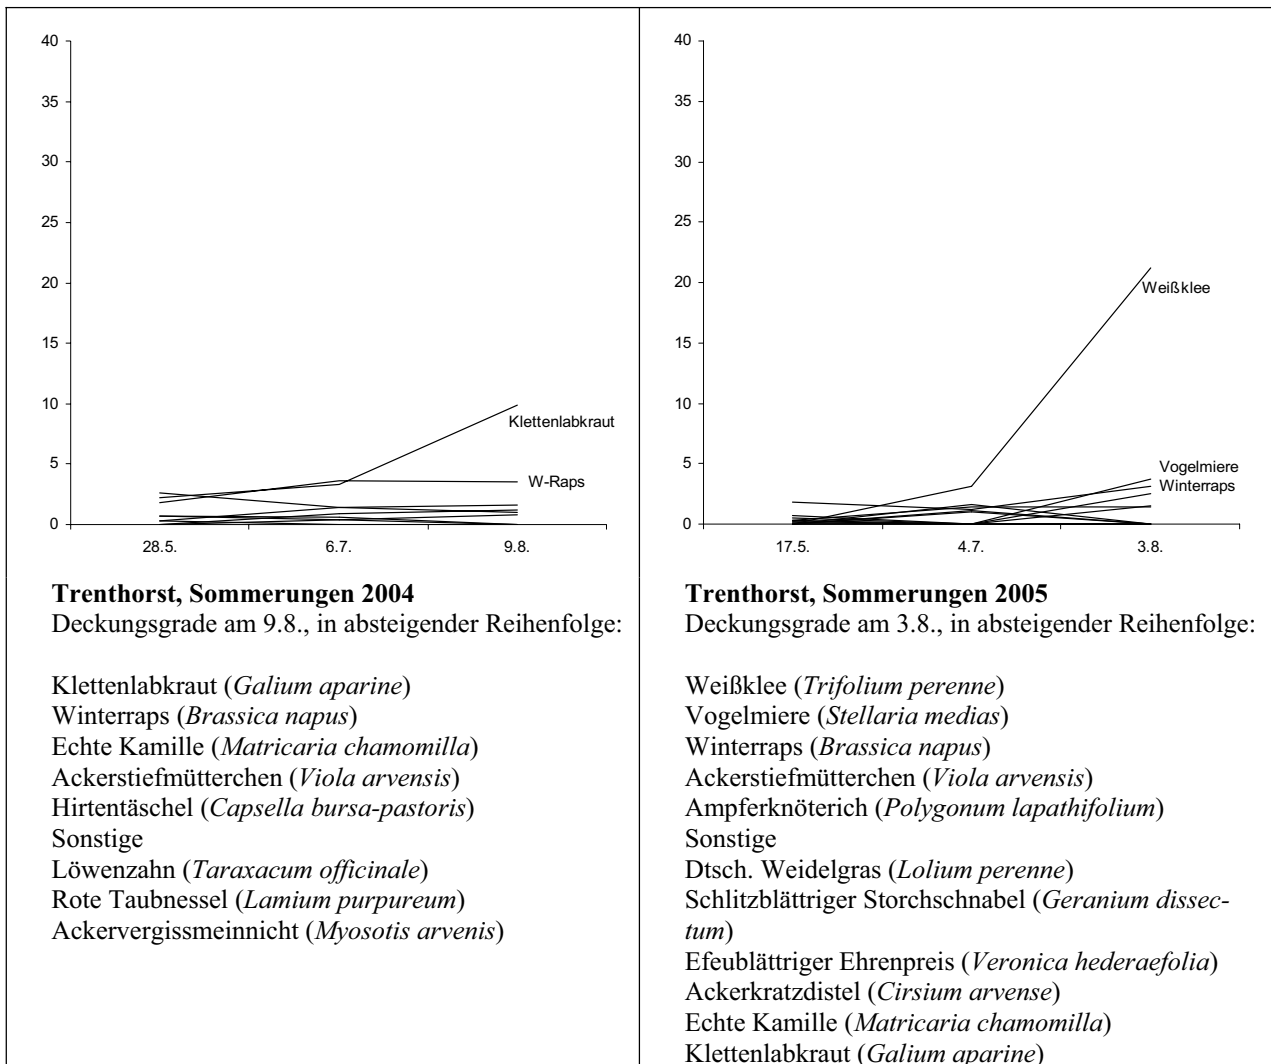 40
35
30
25
20
15
10
5
0
28.5.
6.7.
9.8.
Klettenlabkraut
W-Raps
Trenthorst, Sommerungen 2004
Deckungsgrade am 9.8., in absteigender Reihenfolge:
Klettenlabkraut (Galium aparine)
Winterraps (Brassica napus)
Echte Kamille (Matricaria chamomilla)
Ackerstiefmütterchen (Viola arvensis)
Hirtentäschel (Capsella bursa-pastoris)
Sonstige
Löwenzahn (Taraxacum officinale)
Rote Taubnessel (Lamium purpureum)
Ackervergissmeinnicht (Myosotis arvenis)
40
35
30
25
20
15
10
5
0
17.5.
4.7.
3.8.
Weißklee
Vogelmiere
Winterraps
Trenthorst, Sommerungen 2005
Deckungsgrade am 3.8., in absteigender Reihenfolge:
Weißklee (Trifolium perenne)
Vogelmiere (Stellaria medias)
Winterraps (Brassica napus)
Ackerstiefmütterchen (Viola arvensis)
Ampferknöterich (Polygonum lapathifolium)
Sonstige
Dtsch. Weidelgras (Lolium perenne)
Schlitzblättriger Storchschnabel (Geranium dissec-
tum)
Efeublättriger Ehrenpreis (Veronica hederaefolia)
Ackerkratzdistel (Cirsium arvense)
Echte Kamille (Matricaria chamomilla)
Klettenlabkraut (Galium aparine)